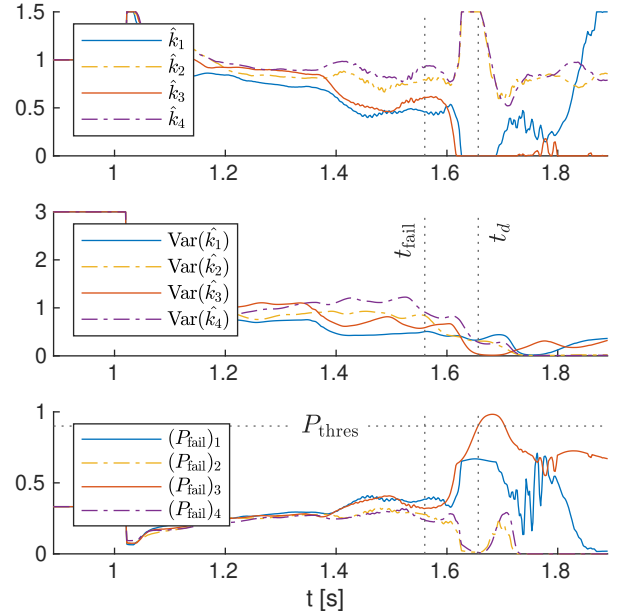 1.5
1
0.5
0
k̂₁
k̂₂
k̂₃
k̂₄
1 1.2 1.4 1.6 1.8
3
2
1
0
Var(k̂₁)
Var(k̂₂)
Var(k̂₃)
Var(k̂₄)
t_fail
t_d
1 1.2 1.4 1.6 1.8
1
0.5
0
(P_fail)₁
(P_fail)₂
(P_fail)₃
(P_fail)₄
P_thres
1 1.2 1.4 1.6 1.8
t [s]